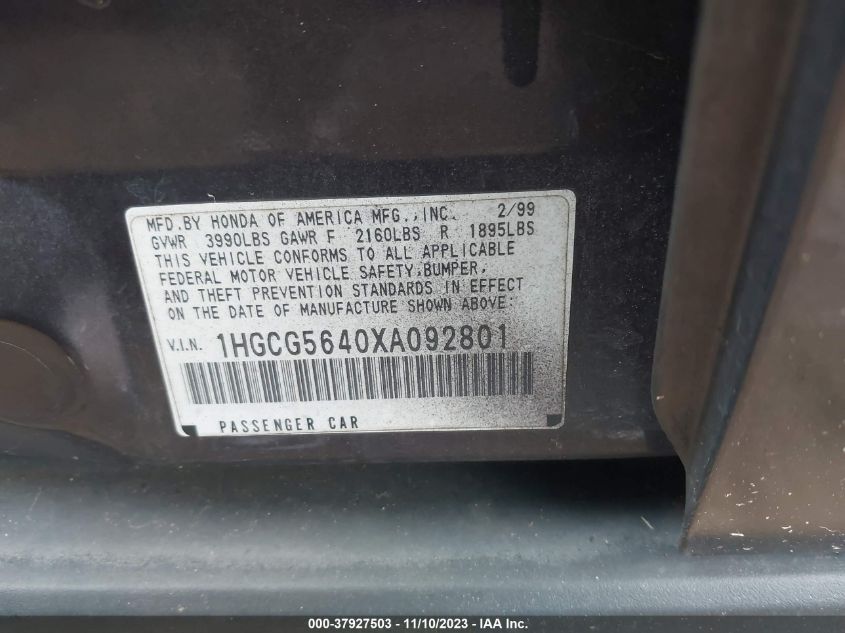 MFD.BY HONDA OF AMERICA MFG.,INC. 2/99
GVWR 3990LBS GAWR F 2160LBS R 1895LBS
THIS VEHICLE CONFORMS TO ALL APPLICABLE
FEDERAL MOTOR VEHICLE SAFETY,BUMPER,
AND THEFT PREVENTION STANDARDS IN EFFECT
ON THE DATE OF MANUFACTURE SHOWN ABOVE:
V.I.N. 1HGCG5640XA092801
PASSENGER CAR
000-37927503 — 11/10/2023 — © IAA, Inc.